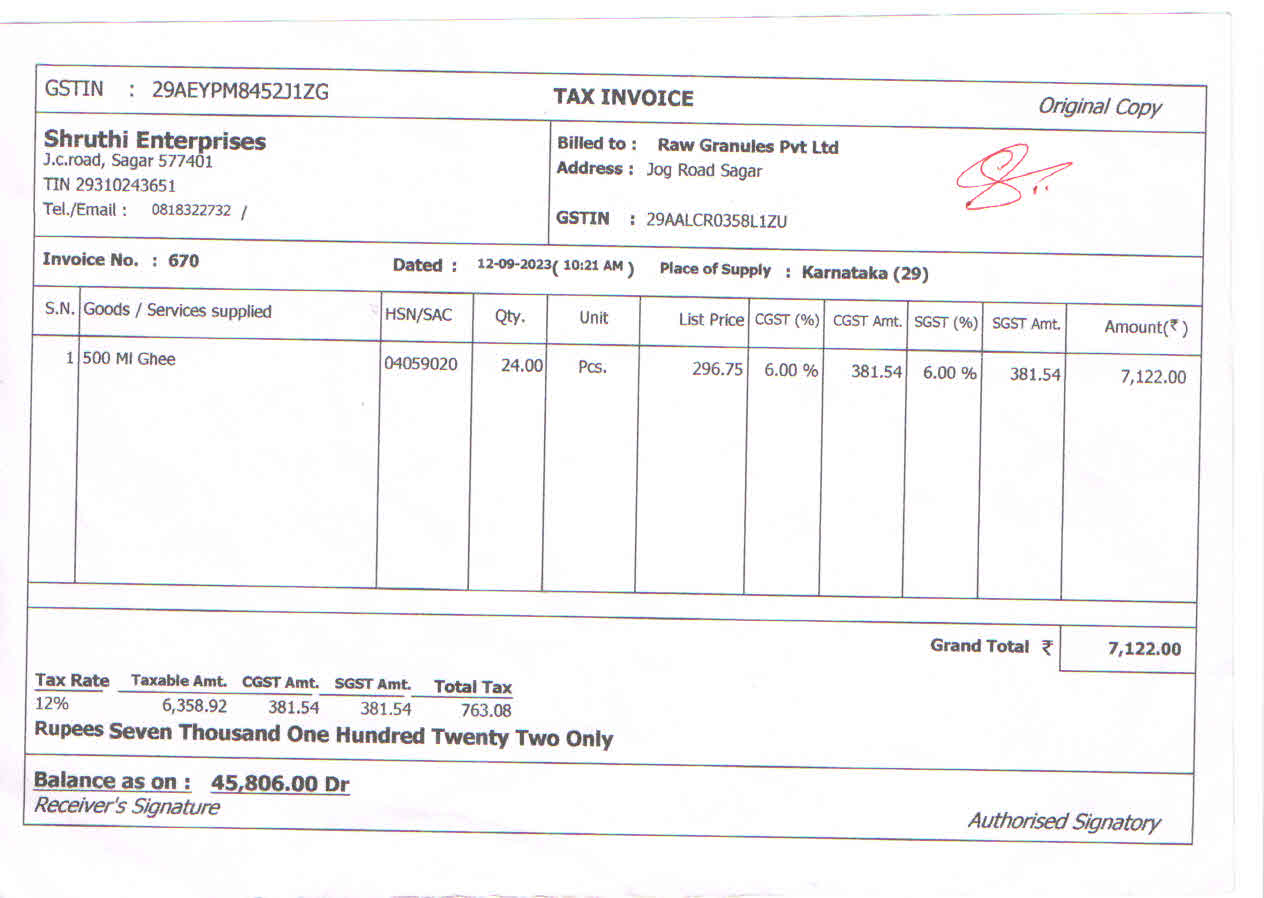 GSTIN : 29AEYPM8452J1ZG TAX INVOICE Original Copy
Shruthi Enterprises
J.c.road, Sagar 577401
TIN 29310243651
Tel./Email : 0818322732 /
Billed to : Raw Granules Pvt Ltd
Address : Jog Road Sagar
GSTIN : 29AALCR0358L1ZU
Invoice No. : 670 Dated : 12-09-2023( 10:21 AM ) Place of Supply : Karnataka (29)
S.N. Goods / Services supplied HSN/SAC Qty. Unit List Price CGST (%) CGST Amt. SGST (%) SGST Amt. Amount(₹)
1 500 Ml Ghee 04059020 24.00 Pcs. 296.75 6.00 % 381.54 6.00 % 381.54 7,122.00
Grand Total ₹ 7,122.00
Tax Rate Taxable Amt. CGST Amt. SGST Amt. Total Tax
12% 6,358.92 381.54 381.54 763.08
Rupees Seven Thousand One Hundred Twenty Two Only
Balance as on : 45,806.00 Dr
Receiver's Signature
Authorised Signatory